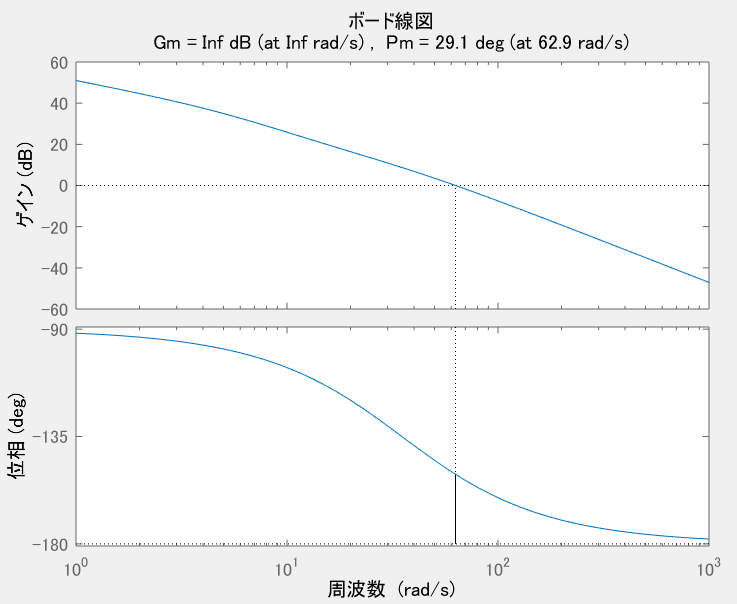 ボード線図
Gm = Inf dB (at Inf rad/s) , Pm = 29.1 deg (at 62.9 rad/s)
60
40
20
0
-20
-40
-60
ゲイン (dB)
-90
-135
-180
位相 (deg)
10^0
10^1
10^2
10^3
周波数 (rad/s)